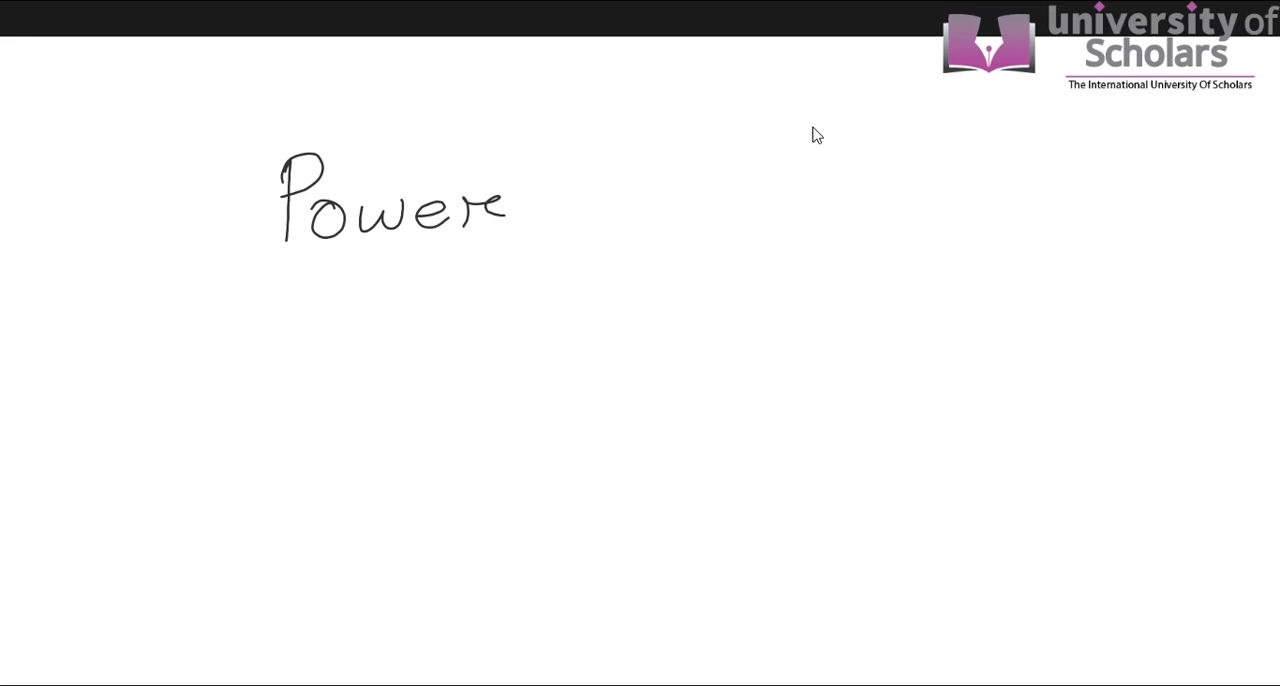 University of
Scholars
The International University Of Scholars
Power